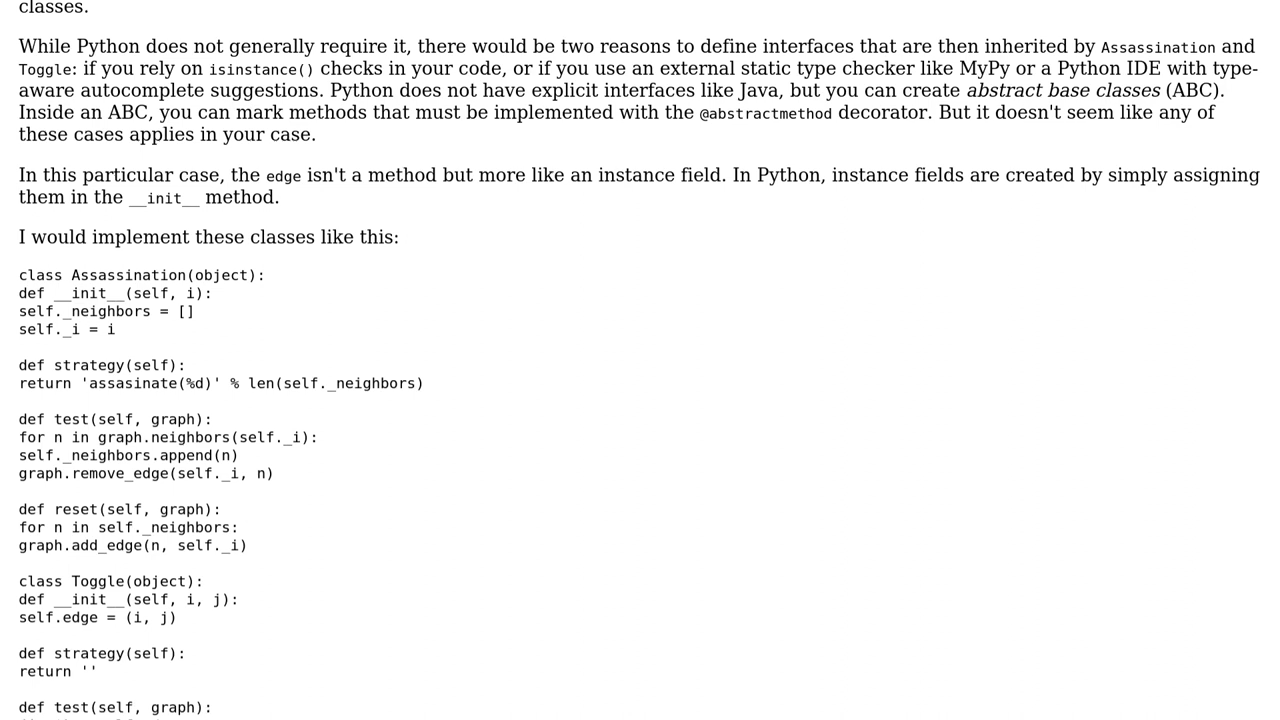 classes.
While Python does not generally require it, there would be two reasons to define interfaces that are then inherited by Assassination and
Toggle: if you rely on isinstance() checks in your code, or if you use an external static type checker like MyPy or a Python IDE with type-
aware autocomplete suggestions. Python does not have explicit interfaces like Java, but you can create abstract base classes (ABC).
Inside an ABC, you can mark methods that must be implemented with the @abstractmethod decorator. But it doesn't seem like any of
these cases applies in your case.
In this particular case, the edge isn't a method but more like an instance field. In Python, instance fields are created by simply assigning
them in the __init__ method.
I would implement these classes like this:
class Assassination(object):
def __init__(self, i):
self._neighbors = []
self._i = i
def strategy(self):
return 'assasinate(%d)' % len(self._neighbors)
def test(self, graph):
for n in graph.neighbors(self._i):
self._neighbors.append(n)
graph.remove_edge(self._i, n)
def reset(self, graph):
for n in self._neighbors:
graph.add_edge(n, self._i)
class Toggle(object):
def __init__(self, i, j):
self.edge = (i, j)
def strategy(self):
return ''
def test(self, graph):